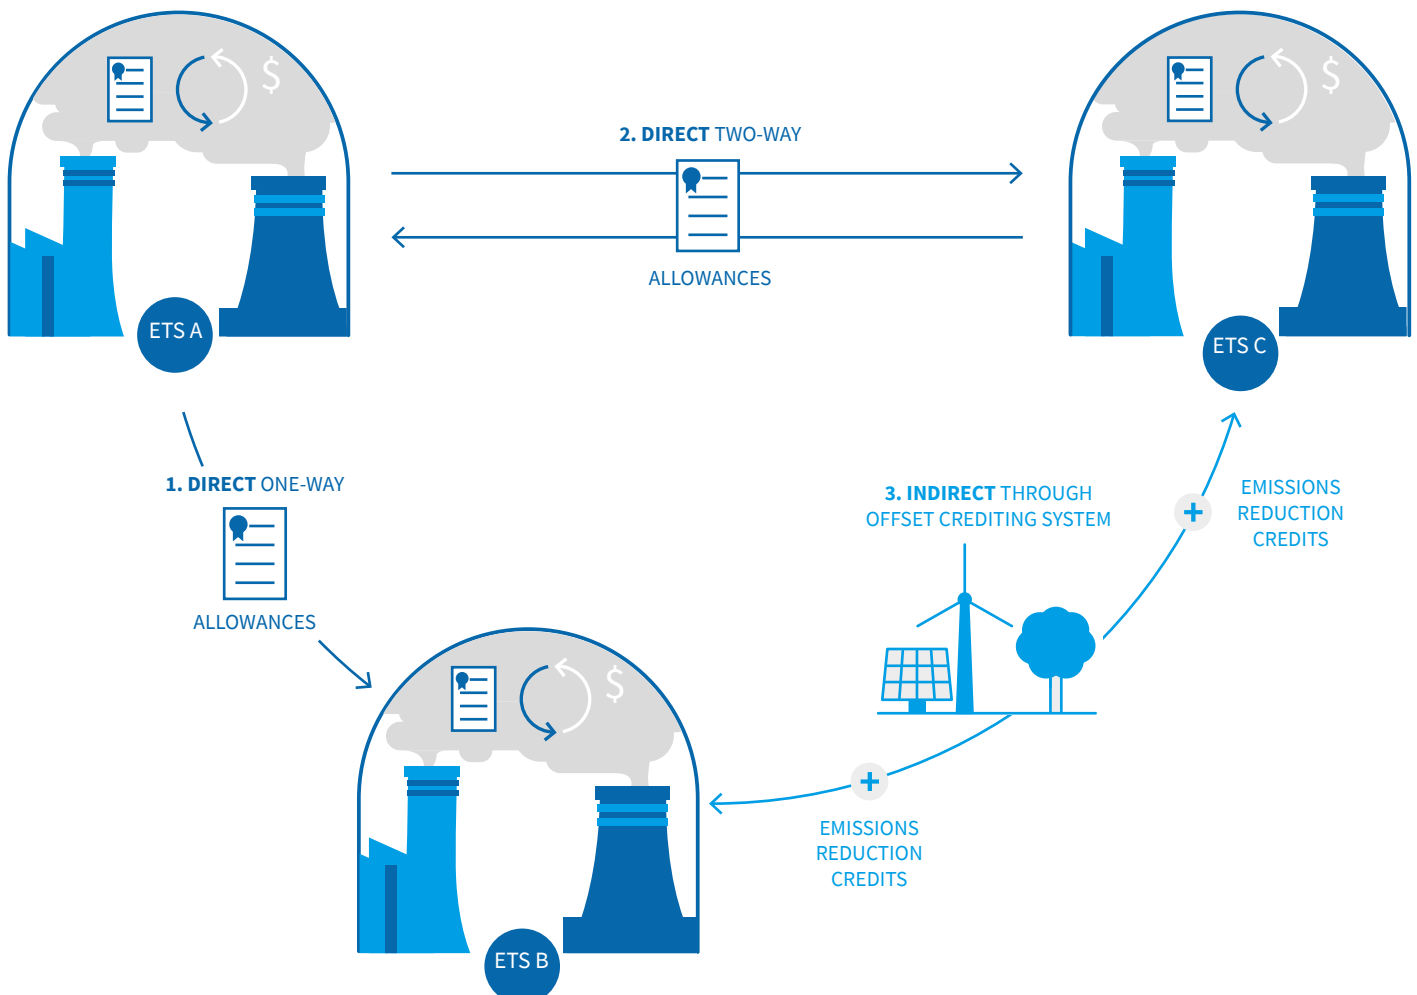 $
$
2. DIRECT TWO-WAY
ALLOWANCES
ETS A
ETS C
1. DIRECT ONE-WAY
ALLOWANCES
3. INDIRECT THROUGH
OFFSET CREDITING SYSTEM
EMISSIONS
REDUCTION
CREDITS
+
$
+
EMISSIONS
REDUCTION
CREDITS
ETS B